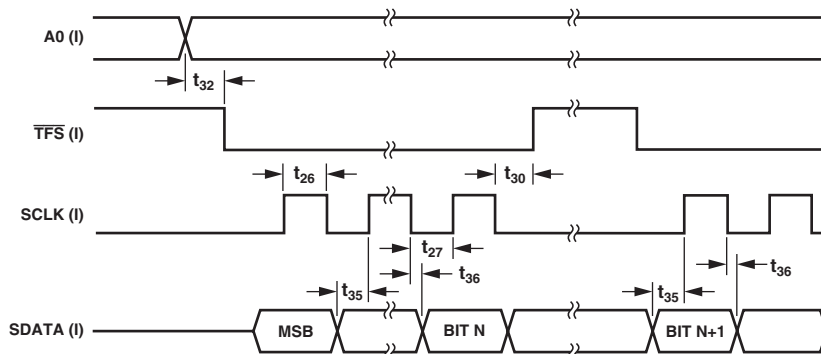 A0 (I)
t32
TFS (I)
t26
t30
SCLK (I)
t27
t36
t36
t35
t35
SDATA (I)
MSB
BIT N
BIT N+1